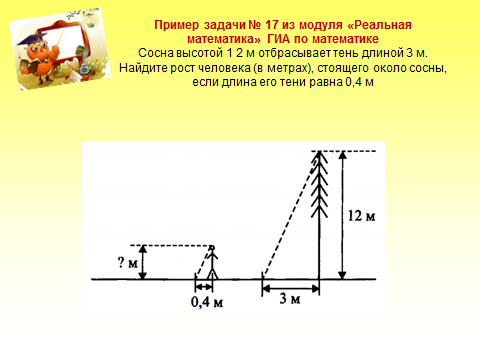 Пример задачи № 17 из модуля «Реальная
математика» ГИА по математике
Сосна высотой 1 2 м отбрасывает тень длиной 3 м.
Найдите рост человека (в метрах), стоящего около сосны,
если длина его тени равна 0,4 м
12 м
? м
0,4 м
3 м